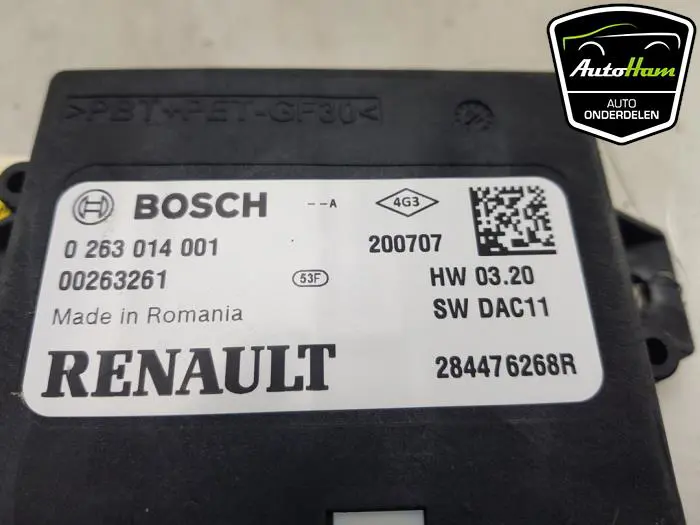 AutoHam
AUTO
ONDERDELEN
>PBT+PET-GF30<
BOSCH
--A
4G3
0 263 014 001
200707
00263261
53F
HW 03.20
Made in Romania
SW DAC11
RENAULT
284476268R